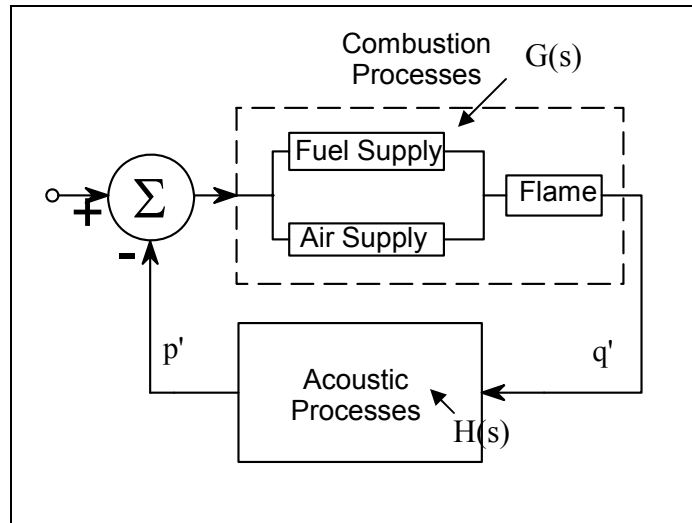 Combustion
Processes
G(s)
Fuel Supply
Flame
Air Supply
+
Σ
-
p'
q'
Acoustic
Processes
H(s)